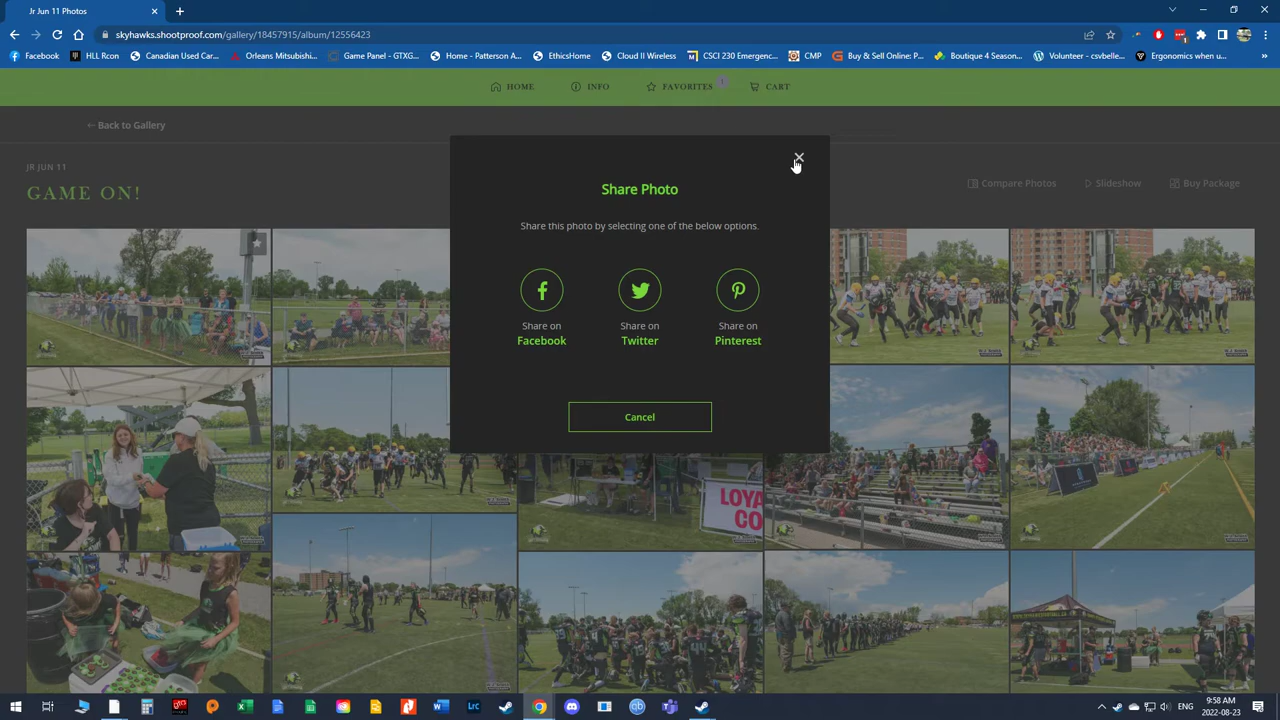 Jr Jun 11 Photos
skyhawks.shootproof.com/gallery/18457915/album/12556423
Facebook
HLL Rcon
Canadian Used Car...
Orleans Mitsubishi...
Game Panel - GTXG...
Home - Patterson A...
EthicsHome
Cloud II Wireless
CSCI 230 Emergenc...
CMP
Buy & Sell Online: P...
Boutique 4 Season...
Volunteer - csvbelle...
Ergonomics when u...
HOME
INFO
FAVORITES
1
CART
Back to Gallery
JR JUN 11
GAME ON!
Compare Photos
Slideshow
Buy Package
Share Photo
Share this photo by selecting one of the below options.
Share on
Facebook
Share on
Twitter
Share on
Pinterest
Cancel
LOYA
CO
9:58 AM
2022-08-23